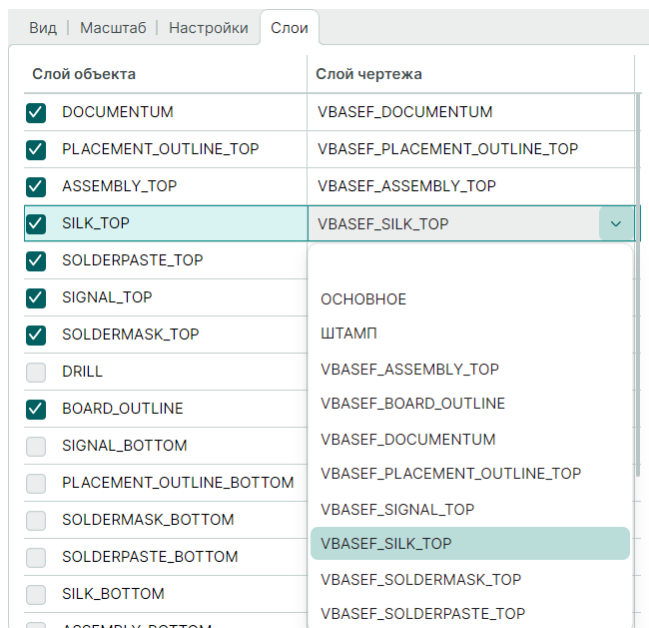 Вид | Масштаб | Настройки Слои
Слой объекта Слой чертежа
DOCUMENTUM VBASEF_DOCUMENTUM
PLACEMENT_OUTLINE_TOP VBASEF_PLACEMENT_OUTLINE_TOP
ASSEMBLY_TOP VBASEF_ASSEMBLY_TOP
SILK_TOP VBASEF_SILK_TOP
SOLDERPASTE_TOP
SIGNAL_TOP ОСНОВНОЕ
SOLDERMASK_TOP ШТАМП
DRILL VBASEF_ASSEMBLY_TOP
BOARD_OUTLINE VBASEF_BOARD_OUTLINE
SIGNAL_BOTTOM VBASEF_DOCUMENTUM
PLACEMENT_OUTLINE_BOTTOM VBASEF_PLACEMENT_OUTLINE_TOP
SOLDERMASK_BOTTOM VBASEF_SIGNAL_TOP
SOLDERPASTE_BOTTOM VBASEF_SILK_TOP
SILK_BOTTOM VBASEF_SOLDERMASK_TOP
ASSEMBLY_BOTTOM VBASEF_SOLDERPASTE_TOP